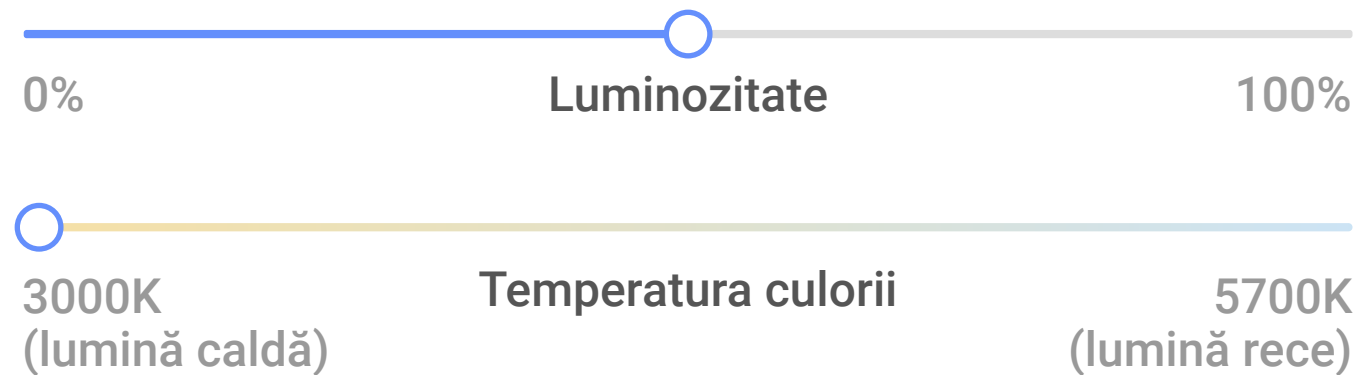 0% Luminozitate 100%
3000K Temperatura culorii 5700K
(lumină caldă) (lumină rece)